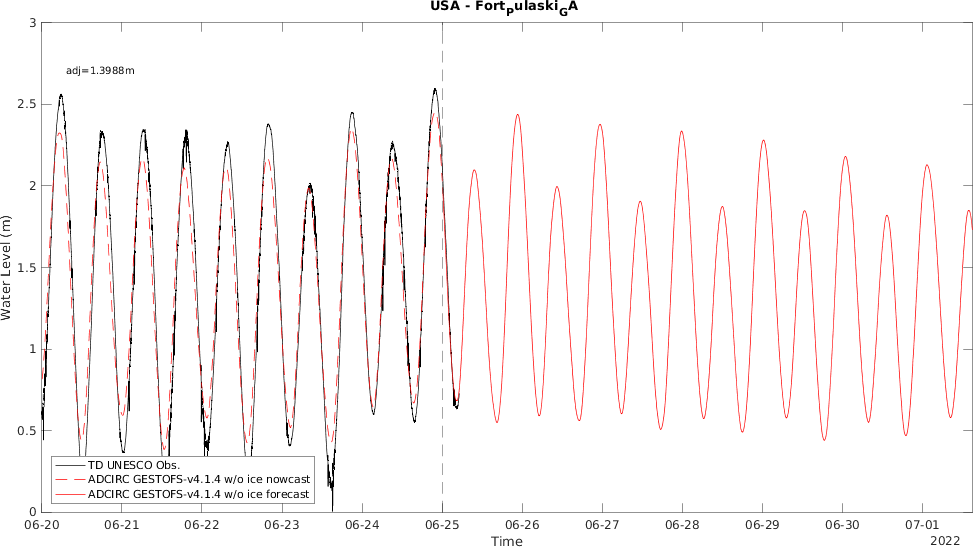 USA - FortPulaskiGA
adj=1.3988m
3
2.5
2
1.5
1
0.5
0
Water Level (m)
TD UNESCO Obs.
ADCIRC GESTOFS-v4.1.4 w/o ice nowcast
ADCIRC GESTOFS-v4.1.4 w/o ice forecast
06-20 06-21 06-22 06-23 06-24 06-25 06-26 06-27 06-28 06-29 06-30 07-01
Time
2022